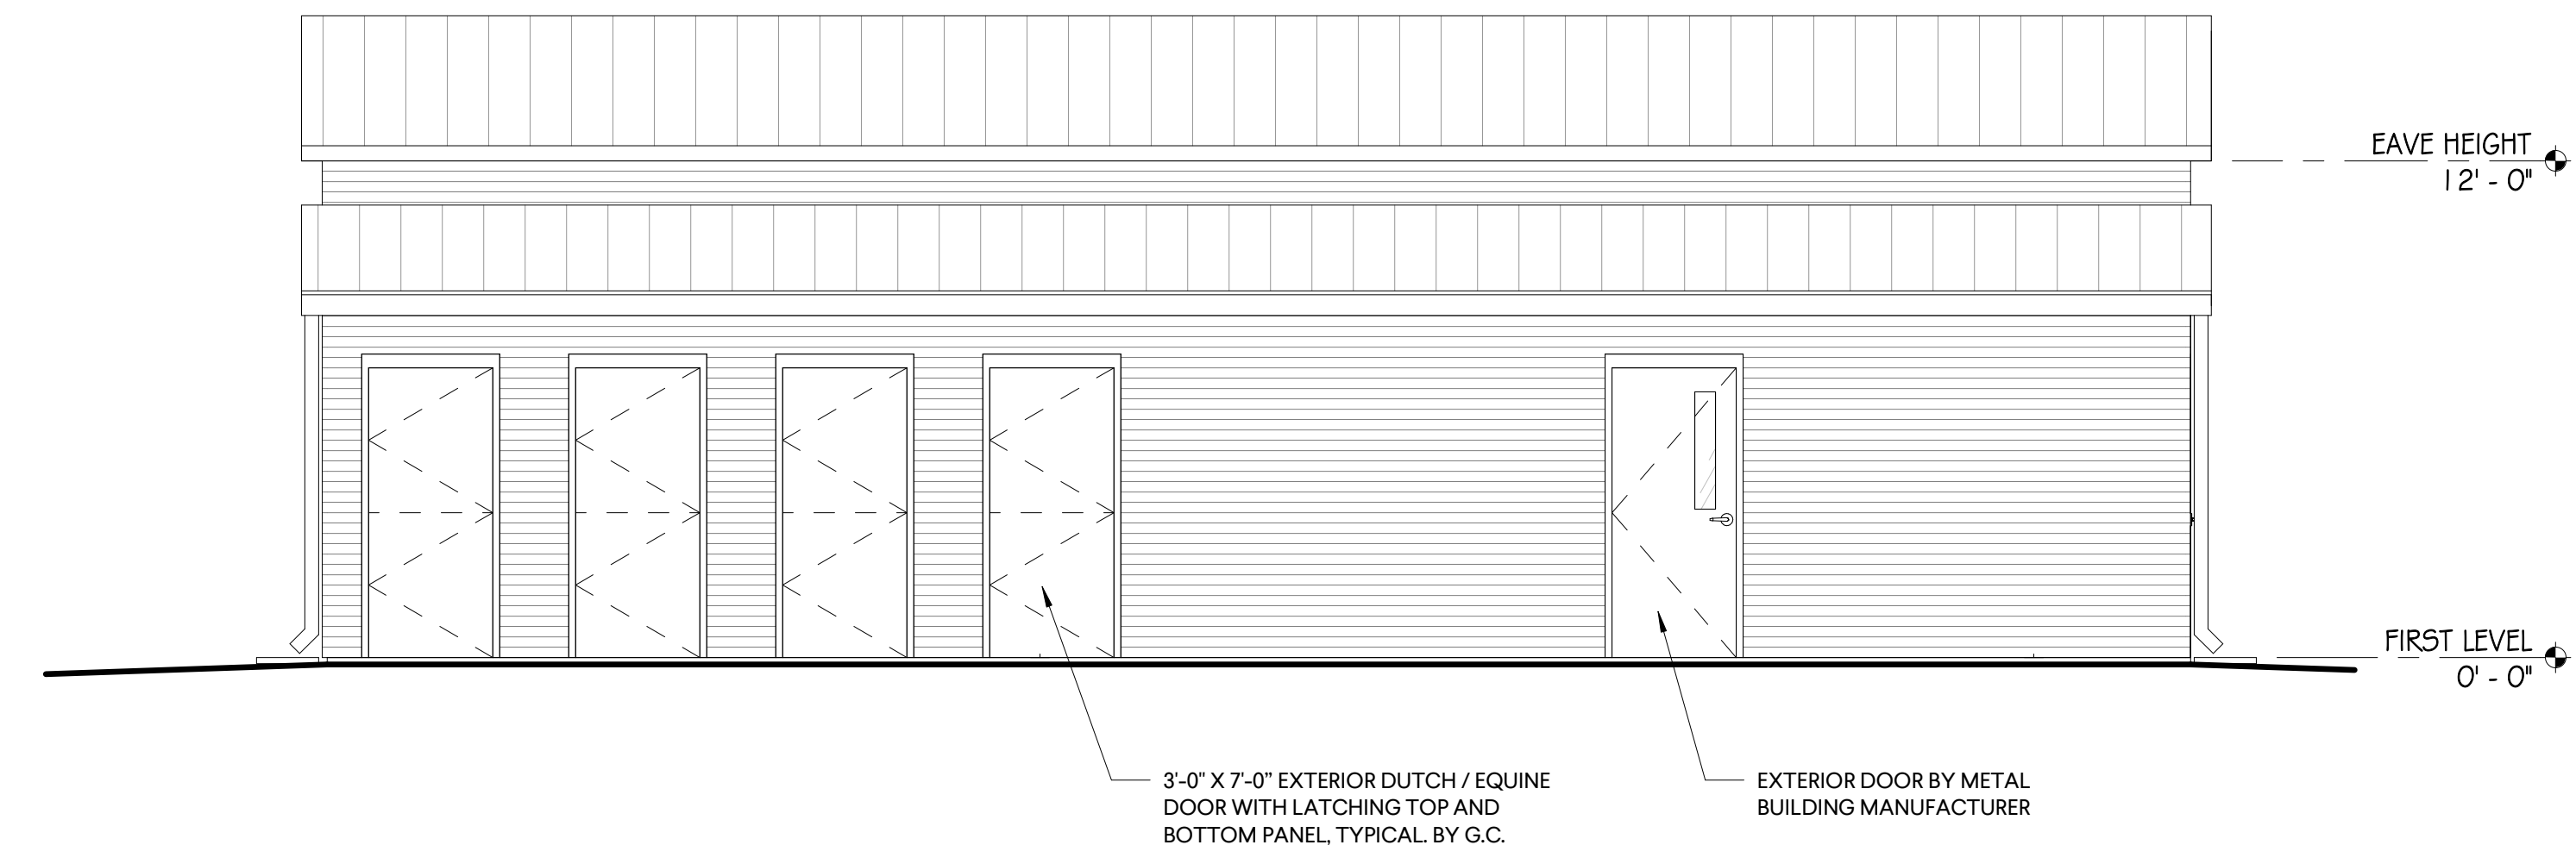 EAVE HEIGHT
12' - 0"
FIRST LEVEL
0' - 0"
3'-0" X 7'-0” EXTERIOR DUTCH / EQUINE
DOOR WITH LATCHING TOP AND
BOTTOM PANEL, TYPICAL. BY G.C.
EXTERIOR DOOR BY METAL
BUILDING MANUFACTURER